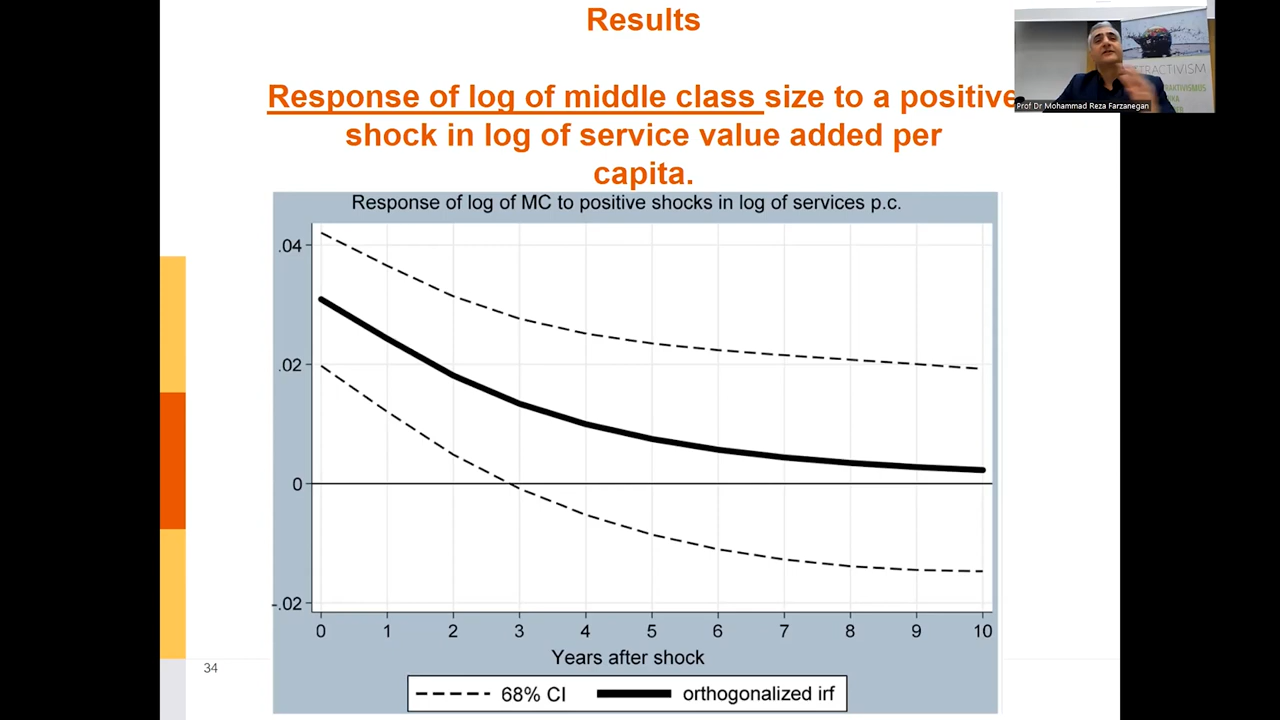 Results
Response of log of middle class size to a positive
shock in log of service value added per
capita.
Prof Dr Mohammad Reza Farzanegan
Response of log of MC to positive shocks in log of services p.c.
.04
.02
0
-.02
0 1 2 3 4 5 6 7 8 9 10
Years after shock
68% CI
orthogonalized irf
34